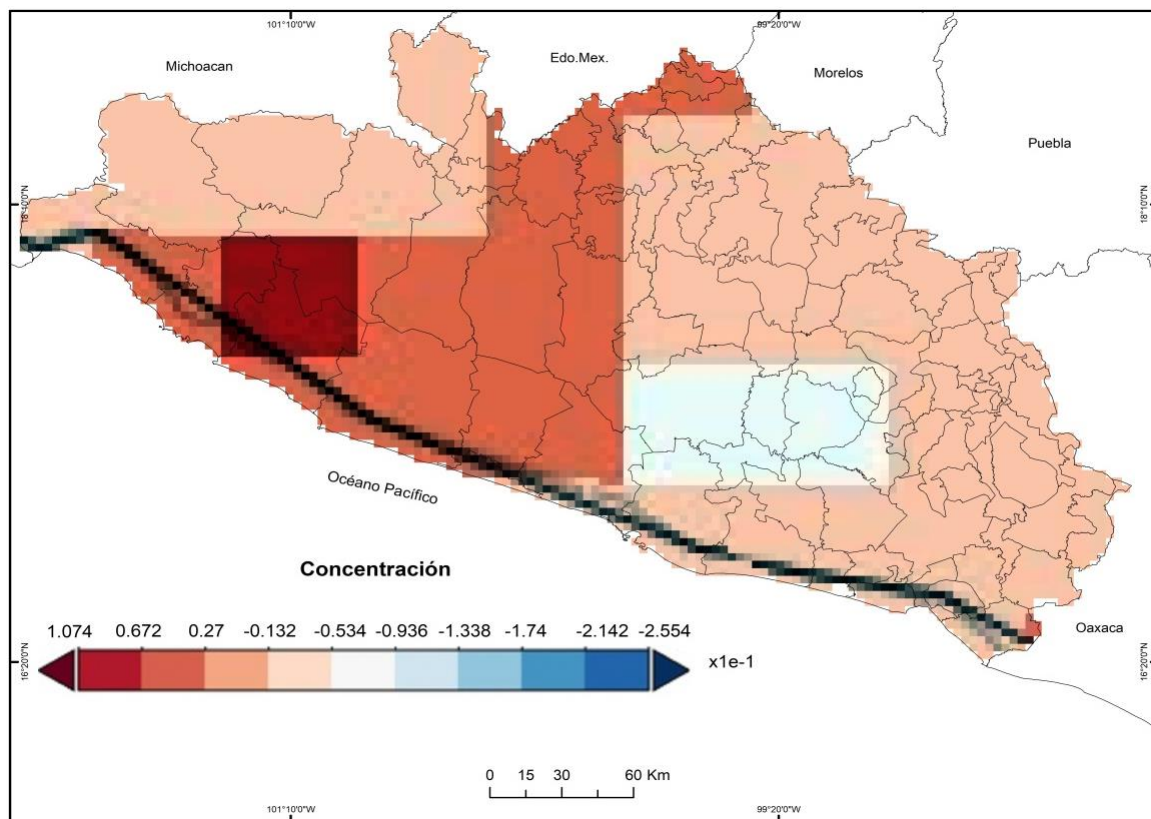 101°10'0"W
99°20'0"W
Michoacan
Edo.Mex.
Morelos
Puebla
18°10'0"N
18°10'0"N
Océano Pacífico
Concentración
1.074 0.672 0.27 -0.132 -0.534 -0.936 -1.338 -1.74 -2.142 -2.554
x1e-1
Oaxaca
16°20'0"N
16°20'0"N
0 15 30 60 Km
101°10'0"W
99°20'0"W